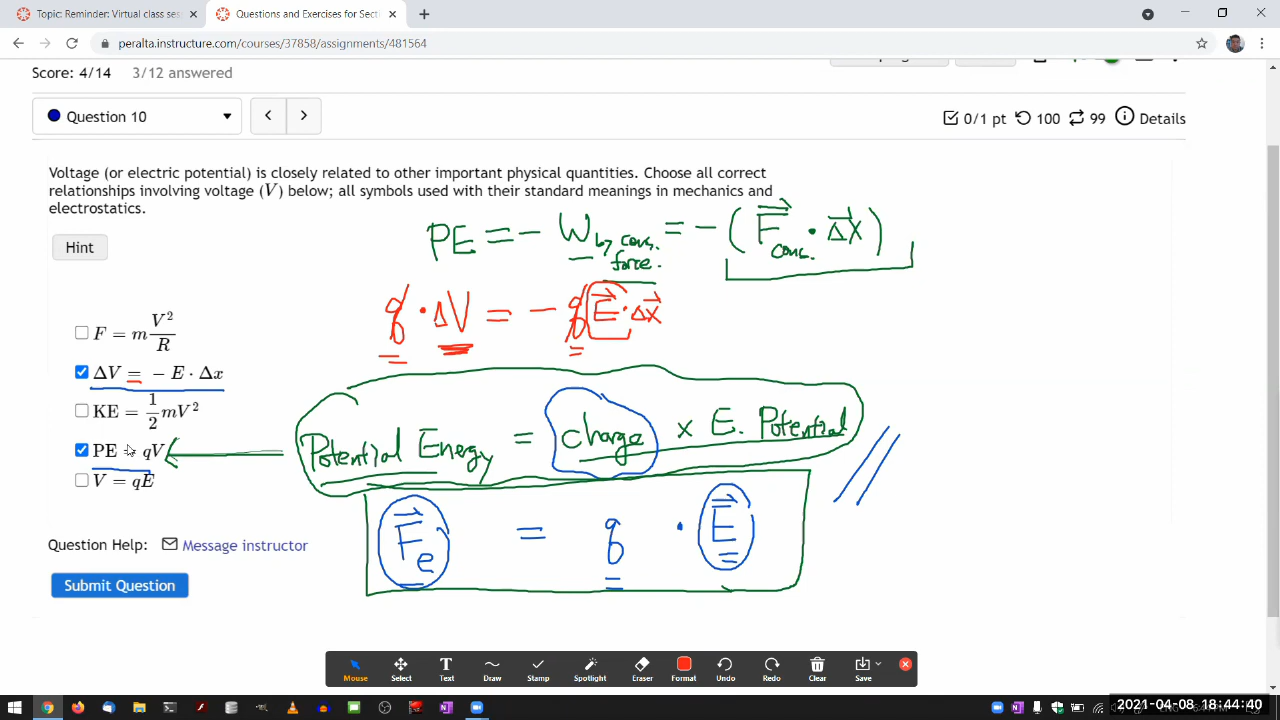 Topic: Reminder: Virtual class ses
Questions and Exercises for Secti
peralta.instructure.com/courses/37858/assignments/481564
Score: 4/14 3/12 answered
Question 10
0/1 pt 100 99 Details
Voltage (or electric potential) is closely related to other important physical quantities. Choose all correct
relationships involving voltage (V) below; all symbols used with their standard meanings in mechanics and
electrostatics.
Hint
PE = - W by cons. force. = - (F cons. · Δx)
q · ΔV = - q E · Δx
F = m V²/R
ΔV = - E · Δx
KE = 1/2 mV²
PE = qV
V = qE
Potential Energy = charge x E. Potential
Fe = q · E
Question Help: Message instructor
Submit Question
Mouse Select Text Draw Stamp Spotlight Eraser Format Undo Redo Clear Save
2021-04-08 18:44:40